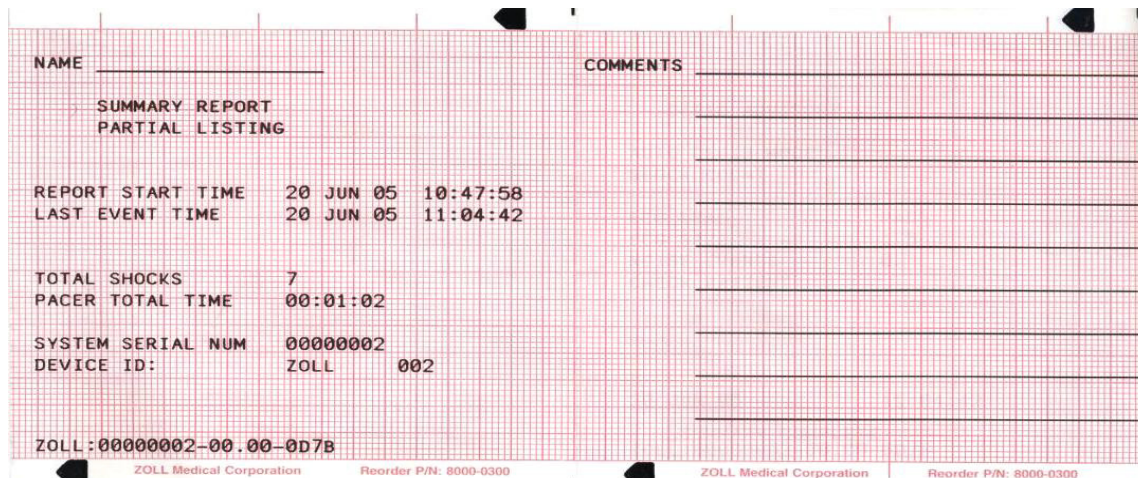 NAME
SUMMARY REPORT
PARTIAL LISTING
REPORT START TIME 20 JUN 05 10:47:58
LAST EVENT TIME 20 JUN 05 11:04:42
TOTAL SHOCKS 7
PACER TOTAL TIME 00:01:02
SYSTEM SERIAL NUM 00000002
DEVICE ID: ZOLL 002
ZOLL:00000002-00.00-0D7B
ZOLL Medical Corporation Reorder P/N: 8000-0300
COMMENTS
ZOLL Medical Corporation Reorder P/N: 8000-0300